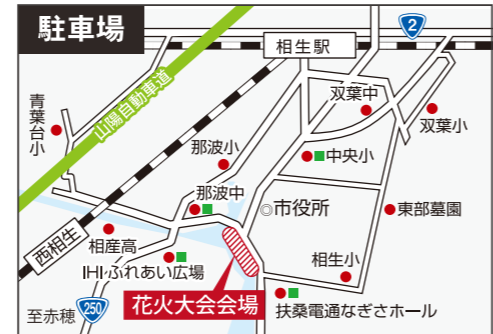 駐車場
2
相生駅
山陽自動車道
青葉台小
双葉中
双葉小
那波小
中央小
那波中
◎市役所
東部墓園
西相生
相産高
IHIふれあい広場
相生小
花火大会会場
扶桑電通なぎさホール
至赤穂
250